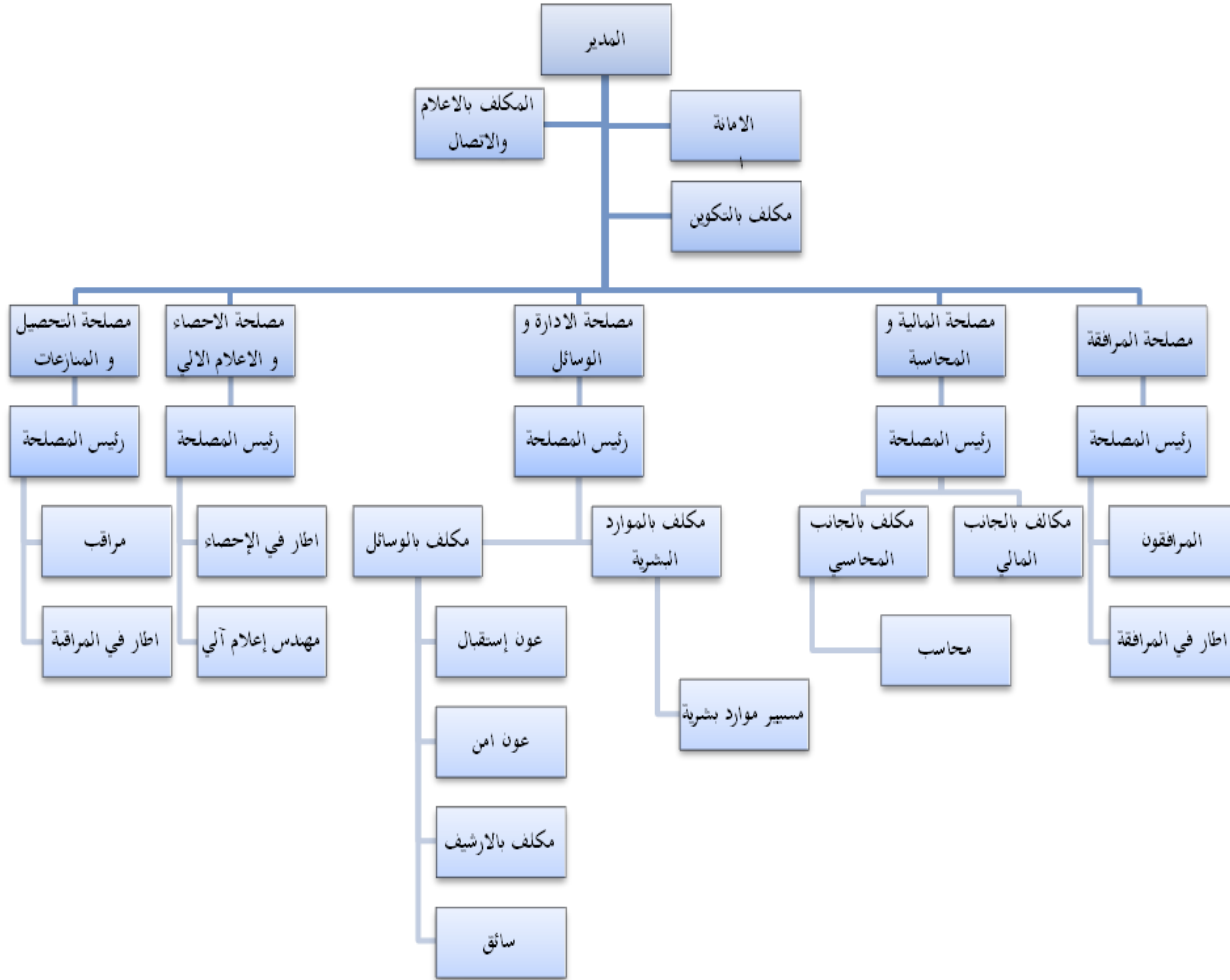 المدير
الامانة
ا
المكلف بالاعلام
والاتصال
مكلف بالتكوين
مصلحة المرافقة
مصلحة المالية و
المحاسبة
مصلحة الادارة و
الوسائل
مصلحة الاحصاء
و الاعلام الالي
مصلحة التحصيل
و المنازعات
رئيس المصلحة
رئيس المصلحة
رئيس المصلحة
رئيس المصلحة
رئيس المصلحة
المرافقون
مكالف بالجانب
المالي
مكلف بالجانب
المحاسبي
مكلف بالموارد
البشرية
مكلف بالوسائل
اطار في الإحصاء
مراقب
اطار في المرافقة
محاسب
عون إستقبال
مهندس إعلام آلي
اطار في المراقبة
مسيير موارد بشرية
عون امن
مكلف بالارشيف
سائق